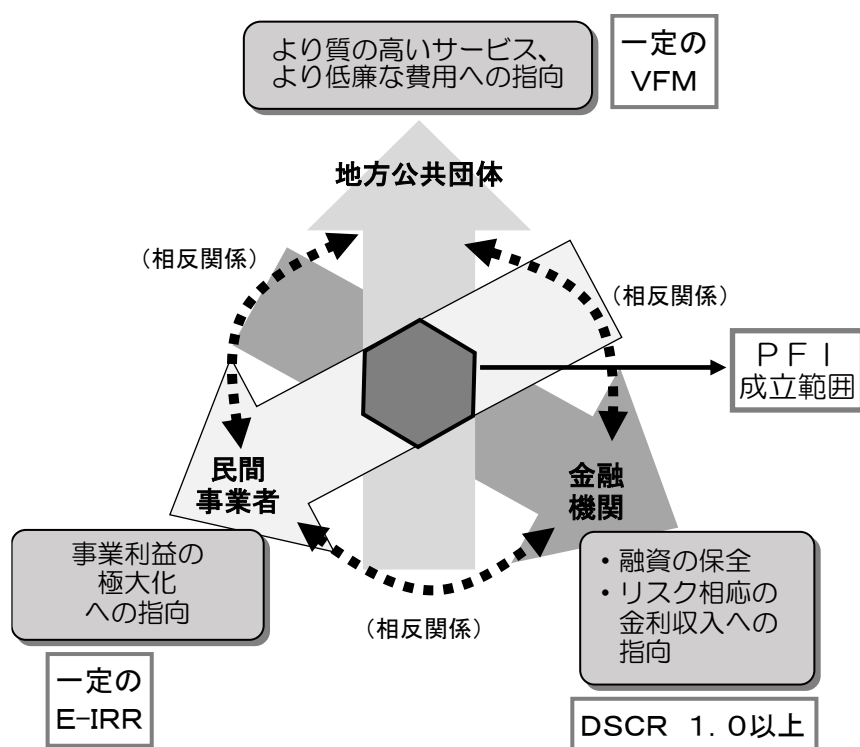 より質の高いサービス、
より低廉な費用への指向
一定の
VFM
地方公共団体
(相反関係)
(相反関係)
PFI
成立範囲
民間
事業者
金融
機関
事業利益の
極大化
への指向
(相反関係)
・融資の保全
・リスク相応の
金利収入への
指向
一定の
E-IRR
DSCR 1.0以上